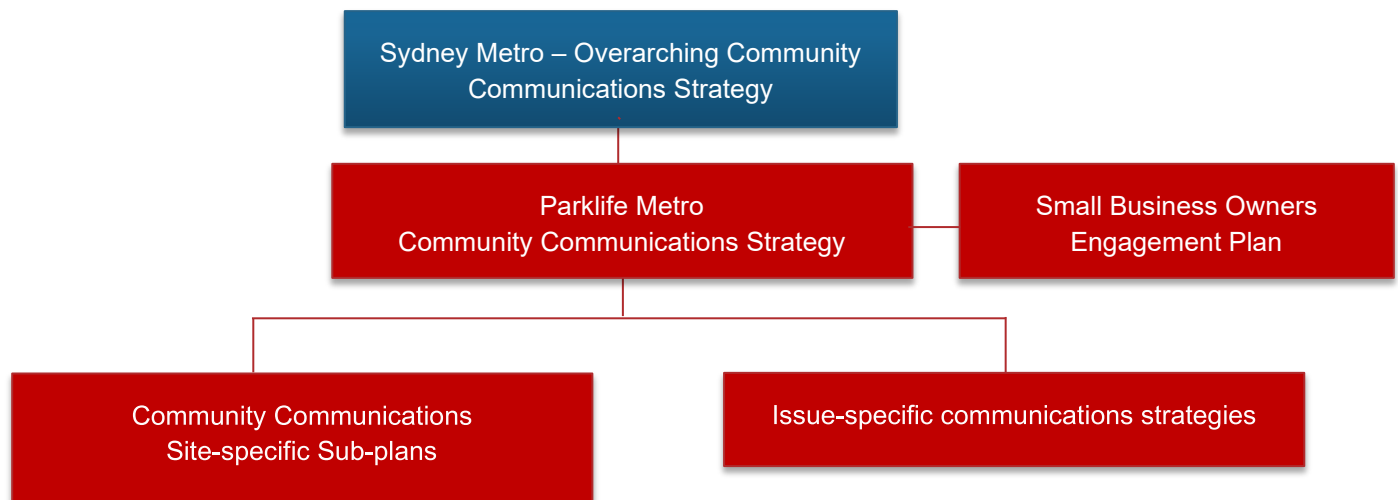 Sydney Metro – Overarching Community
Communications Strategy
Parklife Metro
Community Communications Strategy
Small Business Owners
Engagement Plan
Community Communications
Site-specific Sub-plans
Issue-specific communications strategies